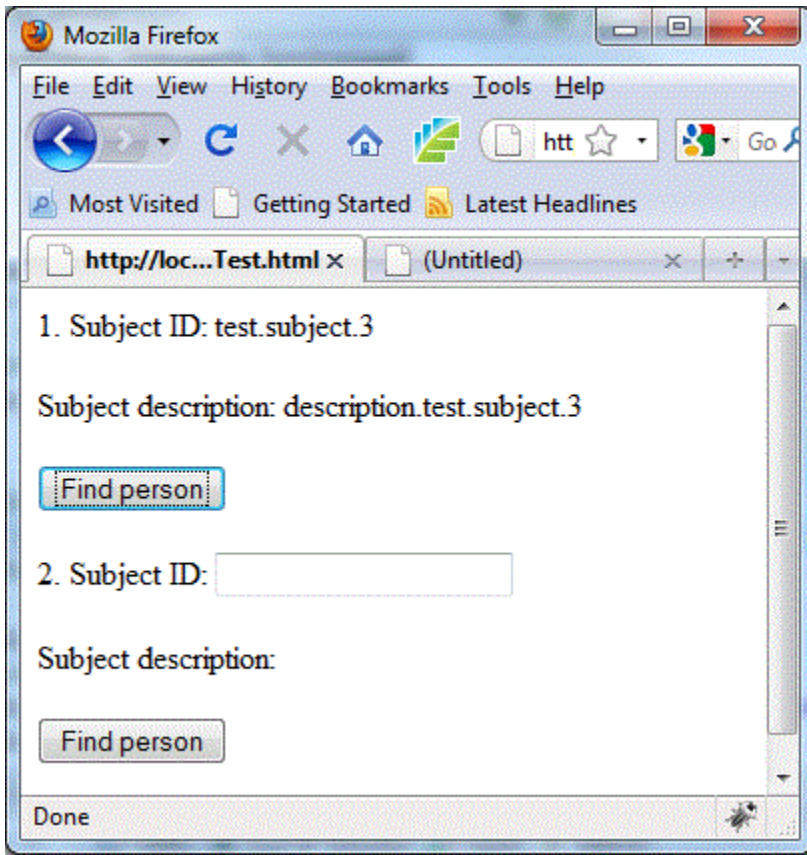 Mozilla Firefox
File Edit View History Bookmarks Tools Help
htt Go
Most Visited Getting Started Latest Headlines
http://loc...Test.html (Untitled)
1. Subject ID: test.subject.3
Subject description: description.test.subject.3
Find person
2. Subject ID:
Subject description:
Find person
Done